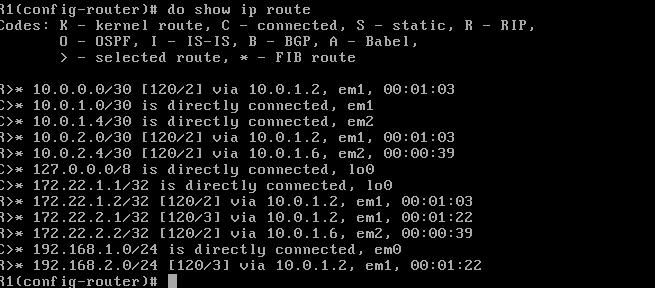 R1(config-router)# do show ip route
Codes: K - kernel route, C - connected, S - static, R - RIP,
O - OSPF, I - IS-IS, B - BGP, A - Babel,
> - selected route, * - FIB route
R>* 10.0.0.0/30 [120/2] via 10.0.1.2, em1, 00:01:03
C>* 10.0.1.0/30 is directly connected, em1
C>* 10.0.1.4/30 is directly connected, em2
R>* 10.0.2.0/30 [120/2] via 10.0.1.2, em1, 00:01:03
R>* 10.0.2.4/30 [120/2] via 10.0.1.6, em2, 00:00:39
C>* 127.0.0.0/8 is directly connected, lo0
C>* 172.22.1.1/32 is directly connected, lo0
R>* 172.22.1.2/32 [120/2] via 10.0.1.2, em1, 00:01:03
R>* 172.22.2.1/32 [120/3] via 10.0.1.2, em1, 00:01:22
R>* 172.22.2.2/32 [120/2] via 10.0.1.6, em2, 00:00:39
C>* 192.168.1.0/24 is directly connected, em0
R>* 192.168.2.0/24 [120/3] via 10.0.1.2, em1, 00:01:22
R1(config-router)#